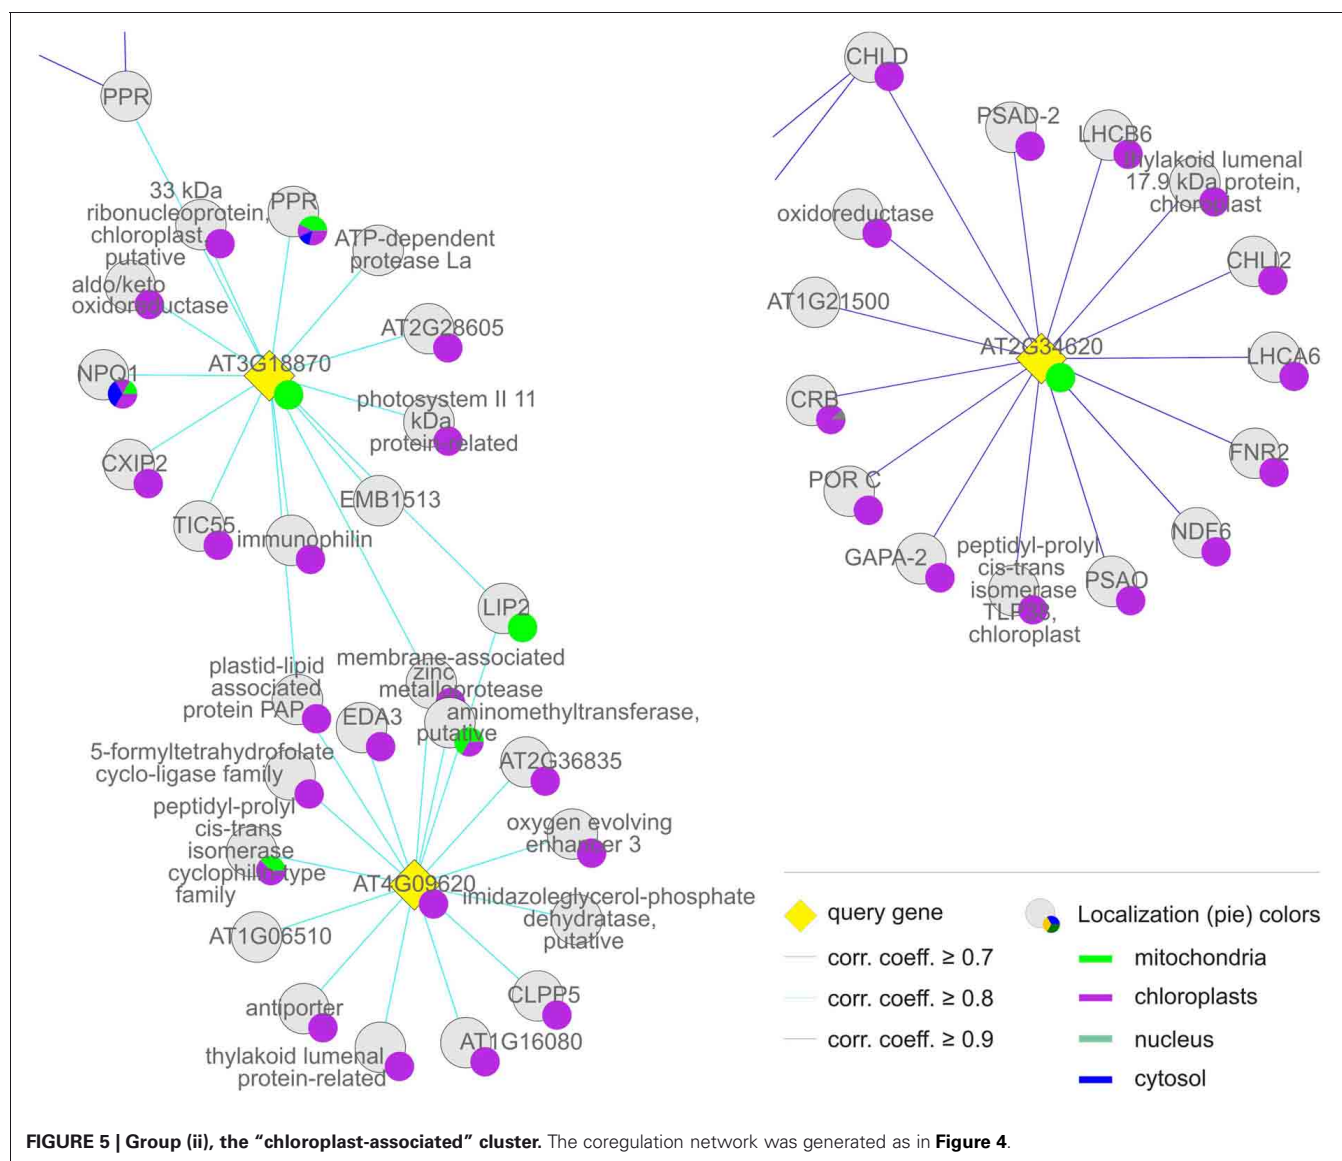 PPR
33 kDa
ribonucleoprotein,
chloroplast,
putative
PPR
ATP-dependent
protease La
aldo/keto
oxidoreductase
AT2G28605
AT3G18870
NPQ1
photosystem II 11
kDa
protein-related
CXIP2
EMB1513
TIC55
immunophilin
LIP2
plastid-lipid
associated
protein PAP
membrane-associated
zinc
metalloprotease
EDA3
aminomethyltransferase,
putative
5-formyltetrahydrofolate
cyclo-ligase family
AT2G36835
peptidyl-prolyl
cis-trans
isomerase
cyclophilin-type
family
oxygen evolving
enhancer 3
AT4G09620
imidazoleglycerol-phosphate
dehydratase,
putative
AT1G06510
antiporter
CLPP5
thylakoid lumenal
protein-related
AT1G16080
CHLD
PSAD-2
LHCB6
thylakoid lumenal
17.9 kDa protein,
chloroplast
oxidoreductase
CHLI2
AT1G21500
AT2G34620
LHCA6
CRB
FNR2
POR C
NDF6
GAPA-2
peptidyl-prolyl
cis-trans
isomerase
chloroplast
PSAO
query gene
corr. coeff. ≥ 0.7
corr. coeff. ≥ 0.8
corr. coeff. ≥ 0.9
Localization (pie) colors
mitochondria
chloroplasts
nucleus
cytosol
FIGURE 5 | Group (ii), the “chloroplast-associated” cluster. The coregulation network was generated as in Figure 4.